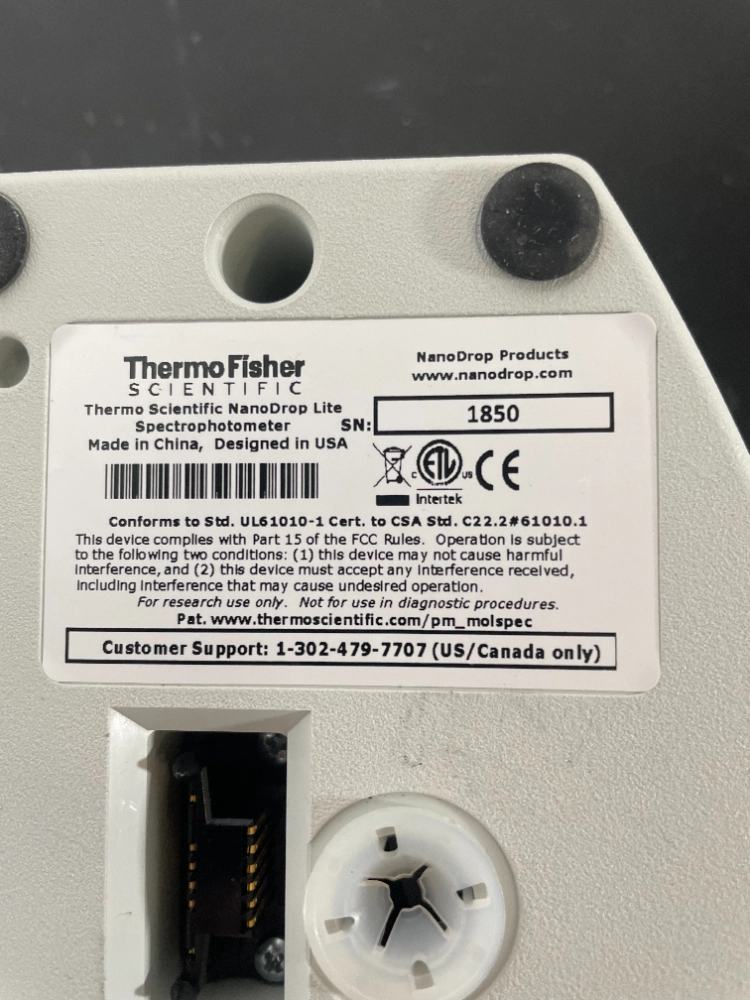 ThermoFisher
SCIENTIFIC
NanoDrop Products
www.nanodrop.com
Thermo Scientific NanoDrop Lite
Spectrophotometer
SN: 1850
Made in China, Designed in USA
c ETL us CE
Intertek
Conforms to Std. UL61010-1 Cert. to CSA Std. C22.2#61010.1
This device complies with Part 15 of the FCC Rules. Operation is subject
to the following two conditions: (1) this device may not cause harmful
interference, and (2) this device must accept any interference received,
including interference that may cause undesired operation.
For research use only. Not for use in diagnostic procedures.
Pat. www.thermoscientific.com/pm_molspec
Customer Support: 1-302-479-7707 (US/Canada only)